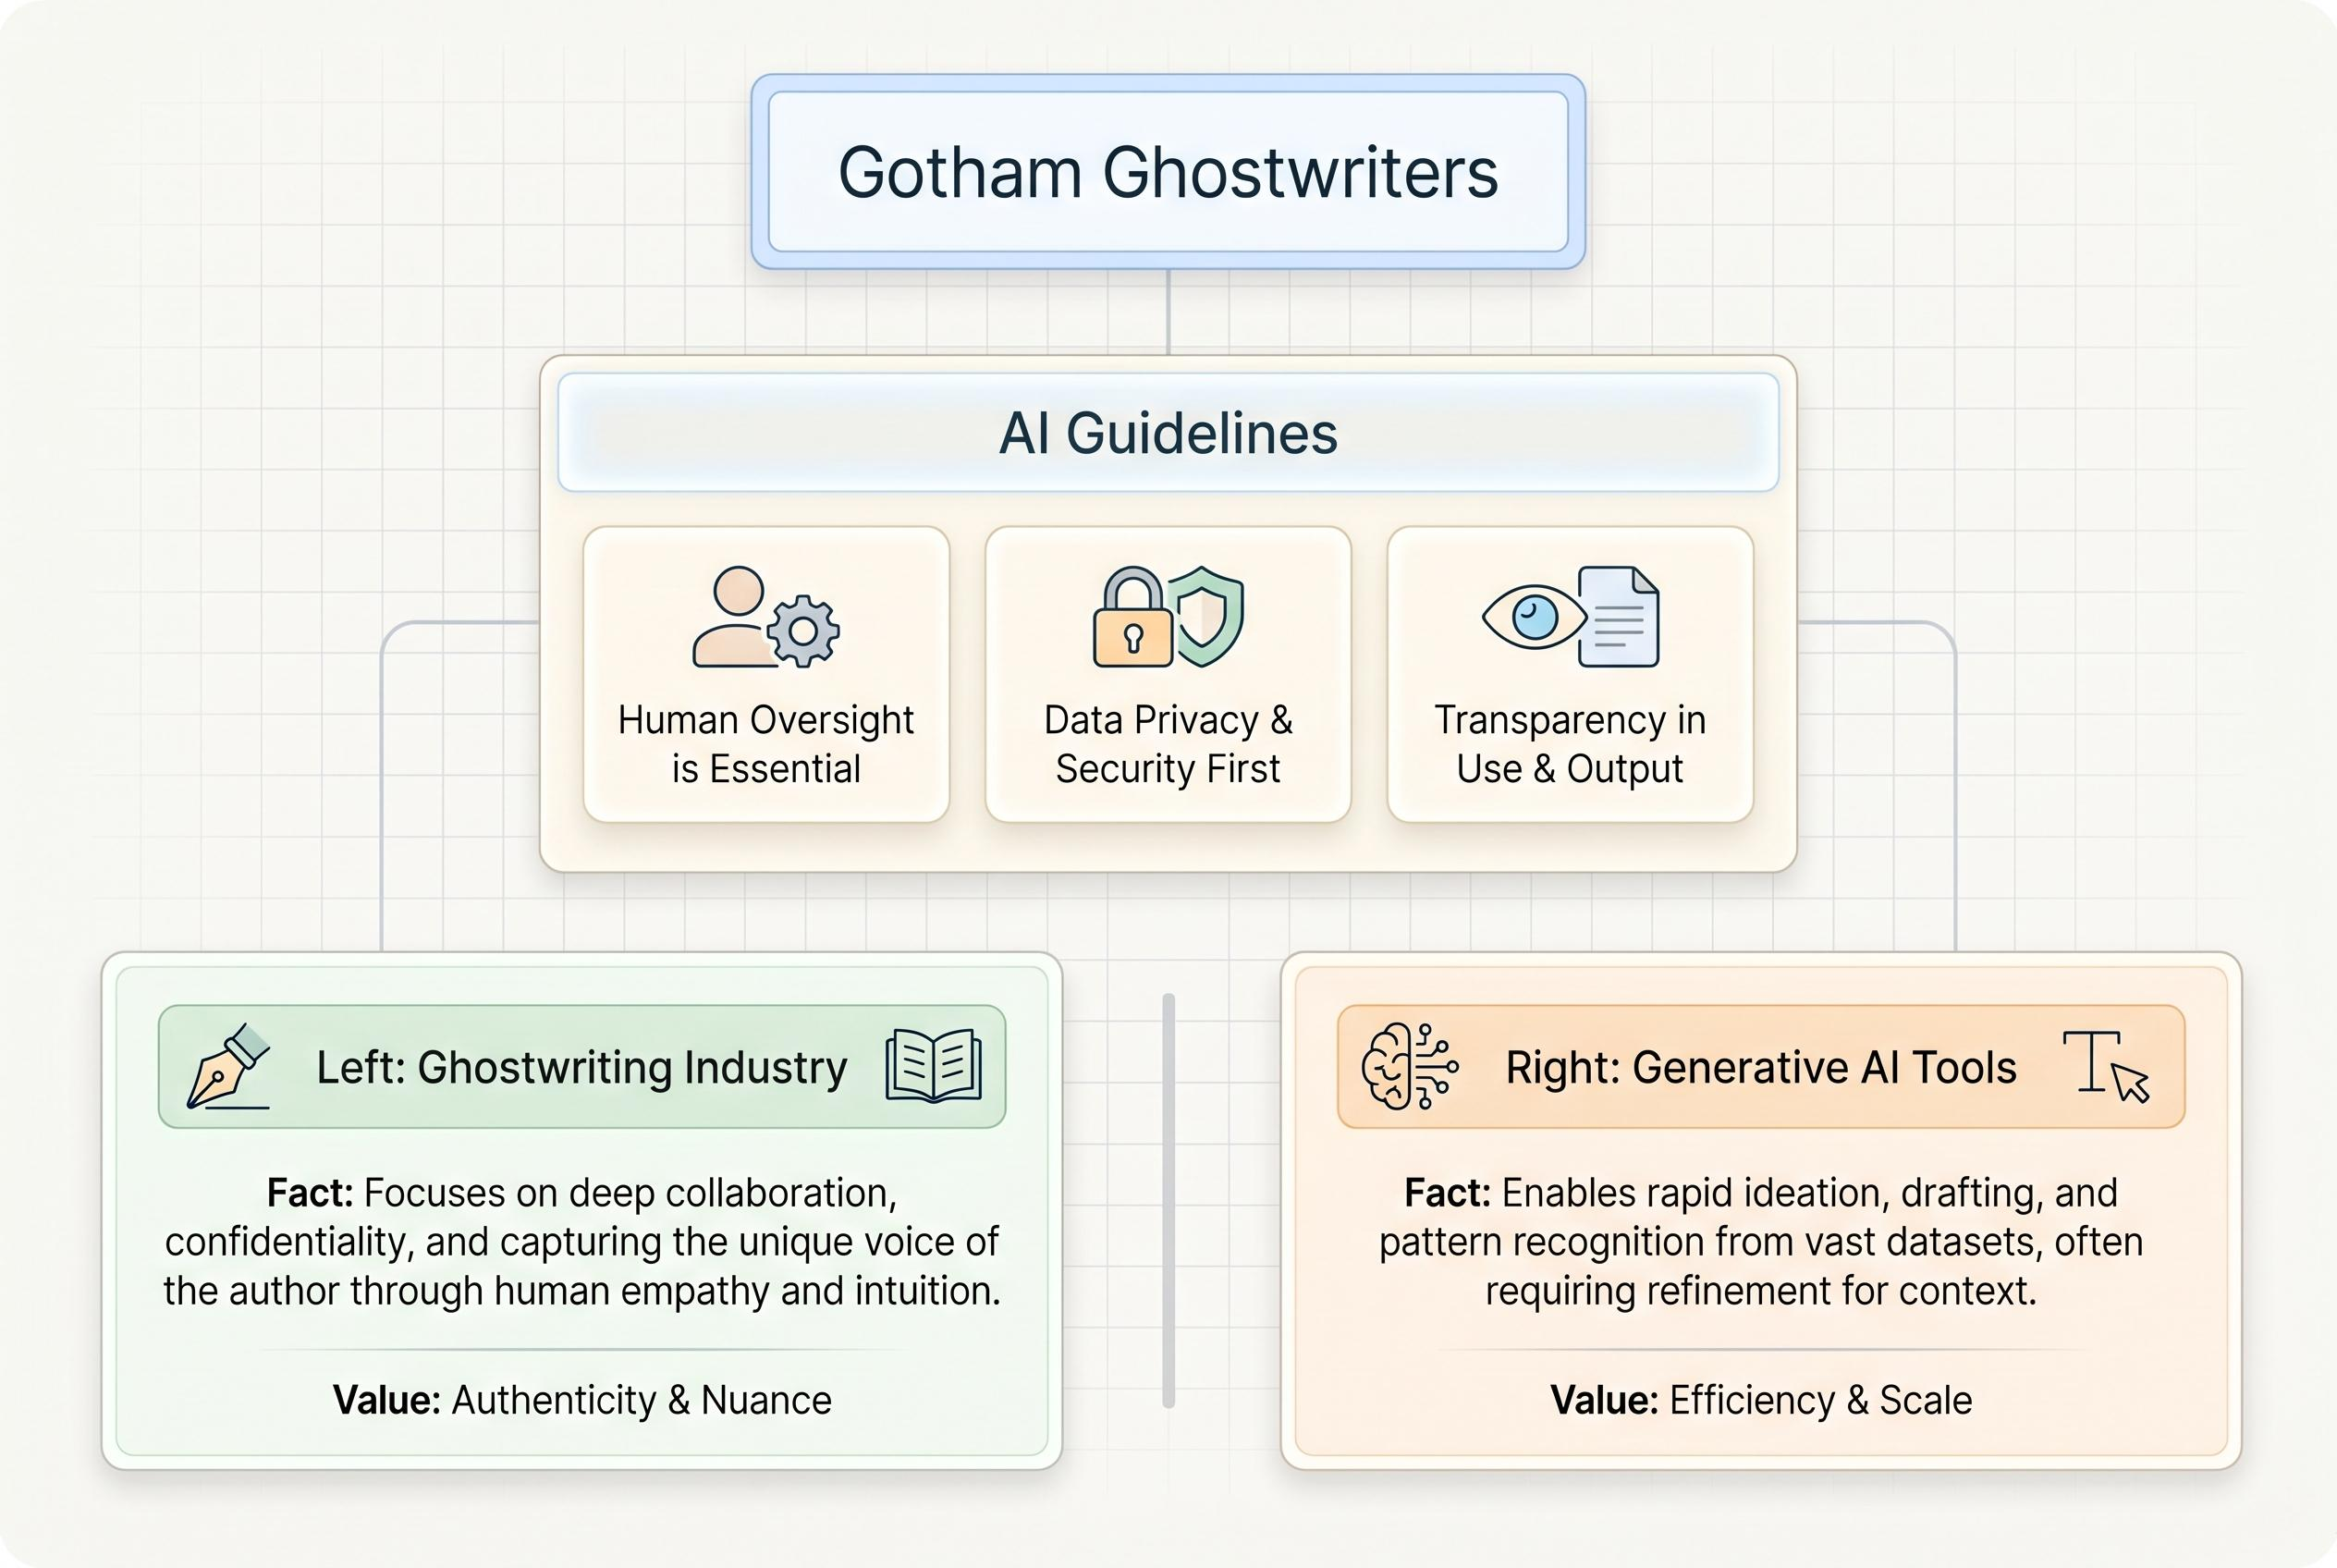 Gotham Ghostwriters
AI Guidelines
Human Oversight
is Essential
Data Privacy &
Security First
Transparency in
Use & Output
Left: Ghostwriting Industry
Fact: Focuses on deep collaboration,
confidentiality, and capturing the unique voice of
the author through human empathy and intuition.
Value: Authenticity & Nuance
Right: Generative AI Tools
Fact: Enables rapid ideation, drafting, and
pattern recognition from vast datasets, often
requiring refinement for context.
Value: Efficiency & Scale